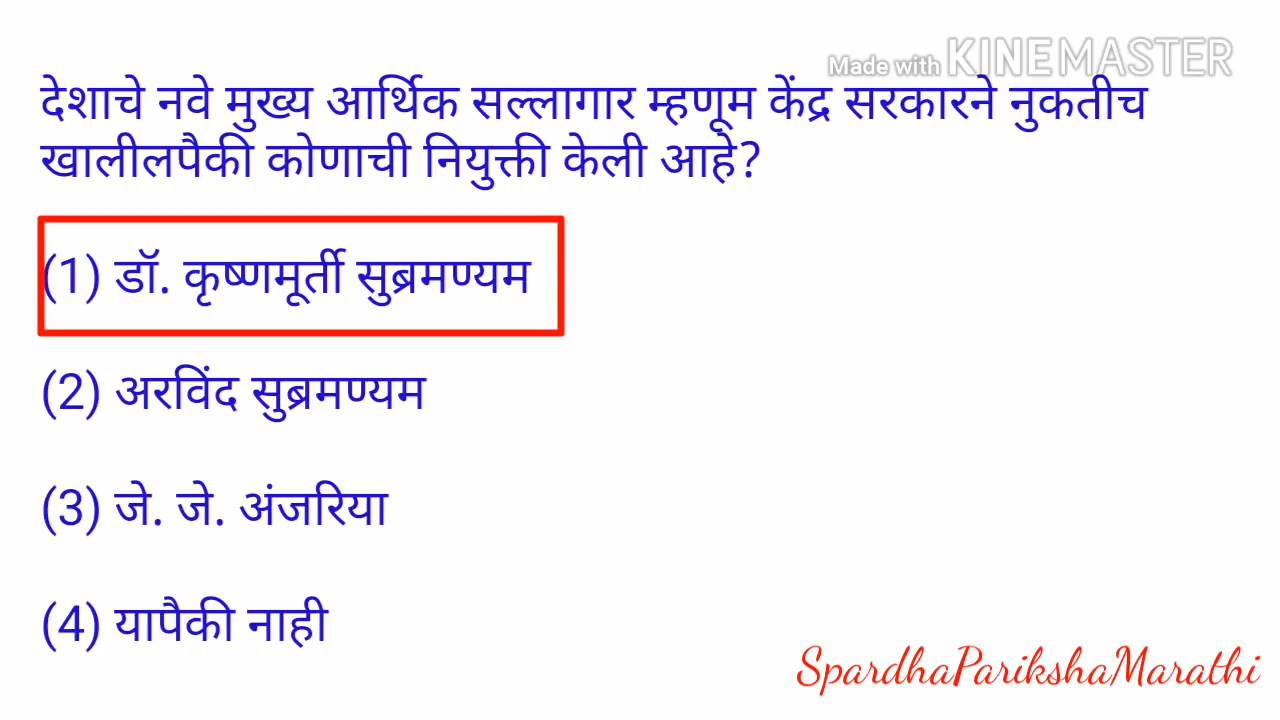 Made with KINEMASTER
देशाचे नवे मुख्य आर्थिक सल्लागार म्हणूम केंद्र सरकारने नुकतीच
खालीलपैकी कोणाची नियुक्ती केली आहे?
(1) डॉ. कृष्णमूर्ती सुब्रमण्यम
(2) अरविंद सुब्रमण्यम
(3) जे. जे. अंजरिया
(4) यापैकी नाही
SpardhaParikshaMarathi